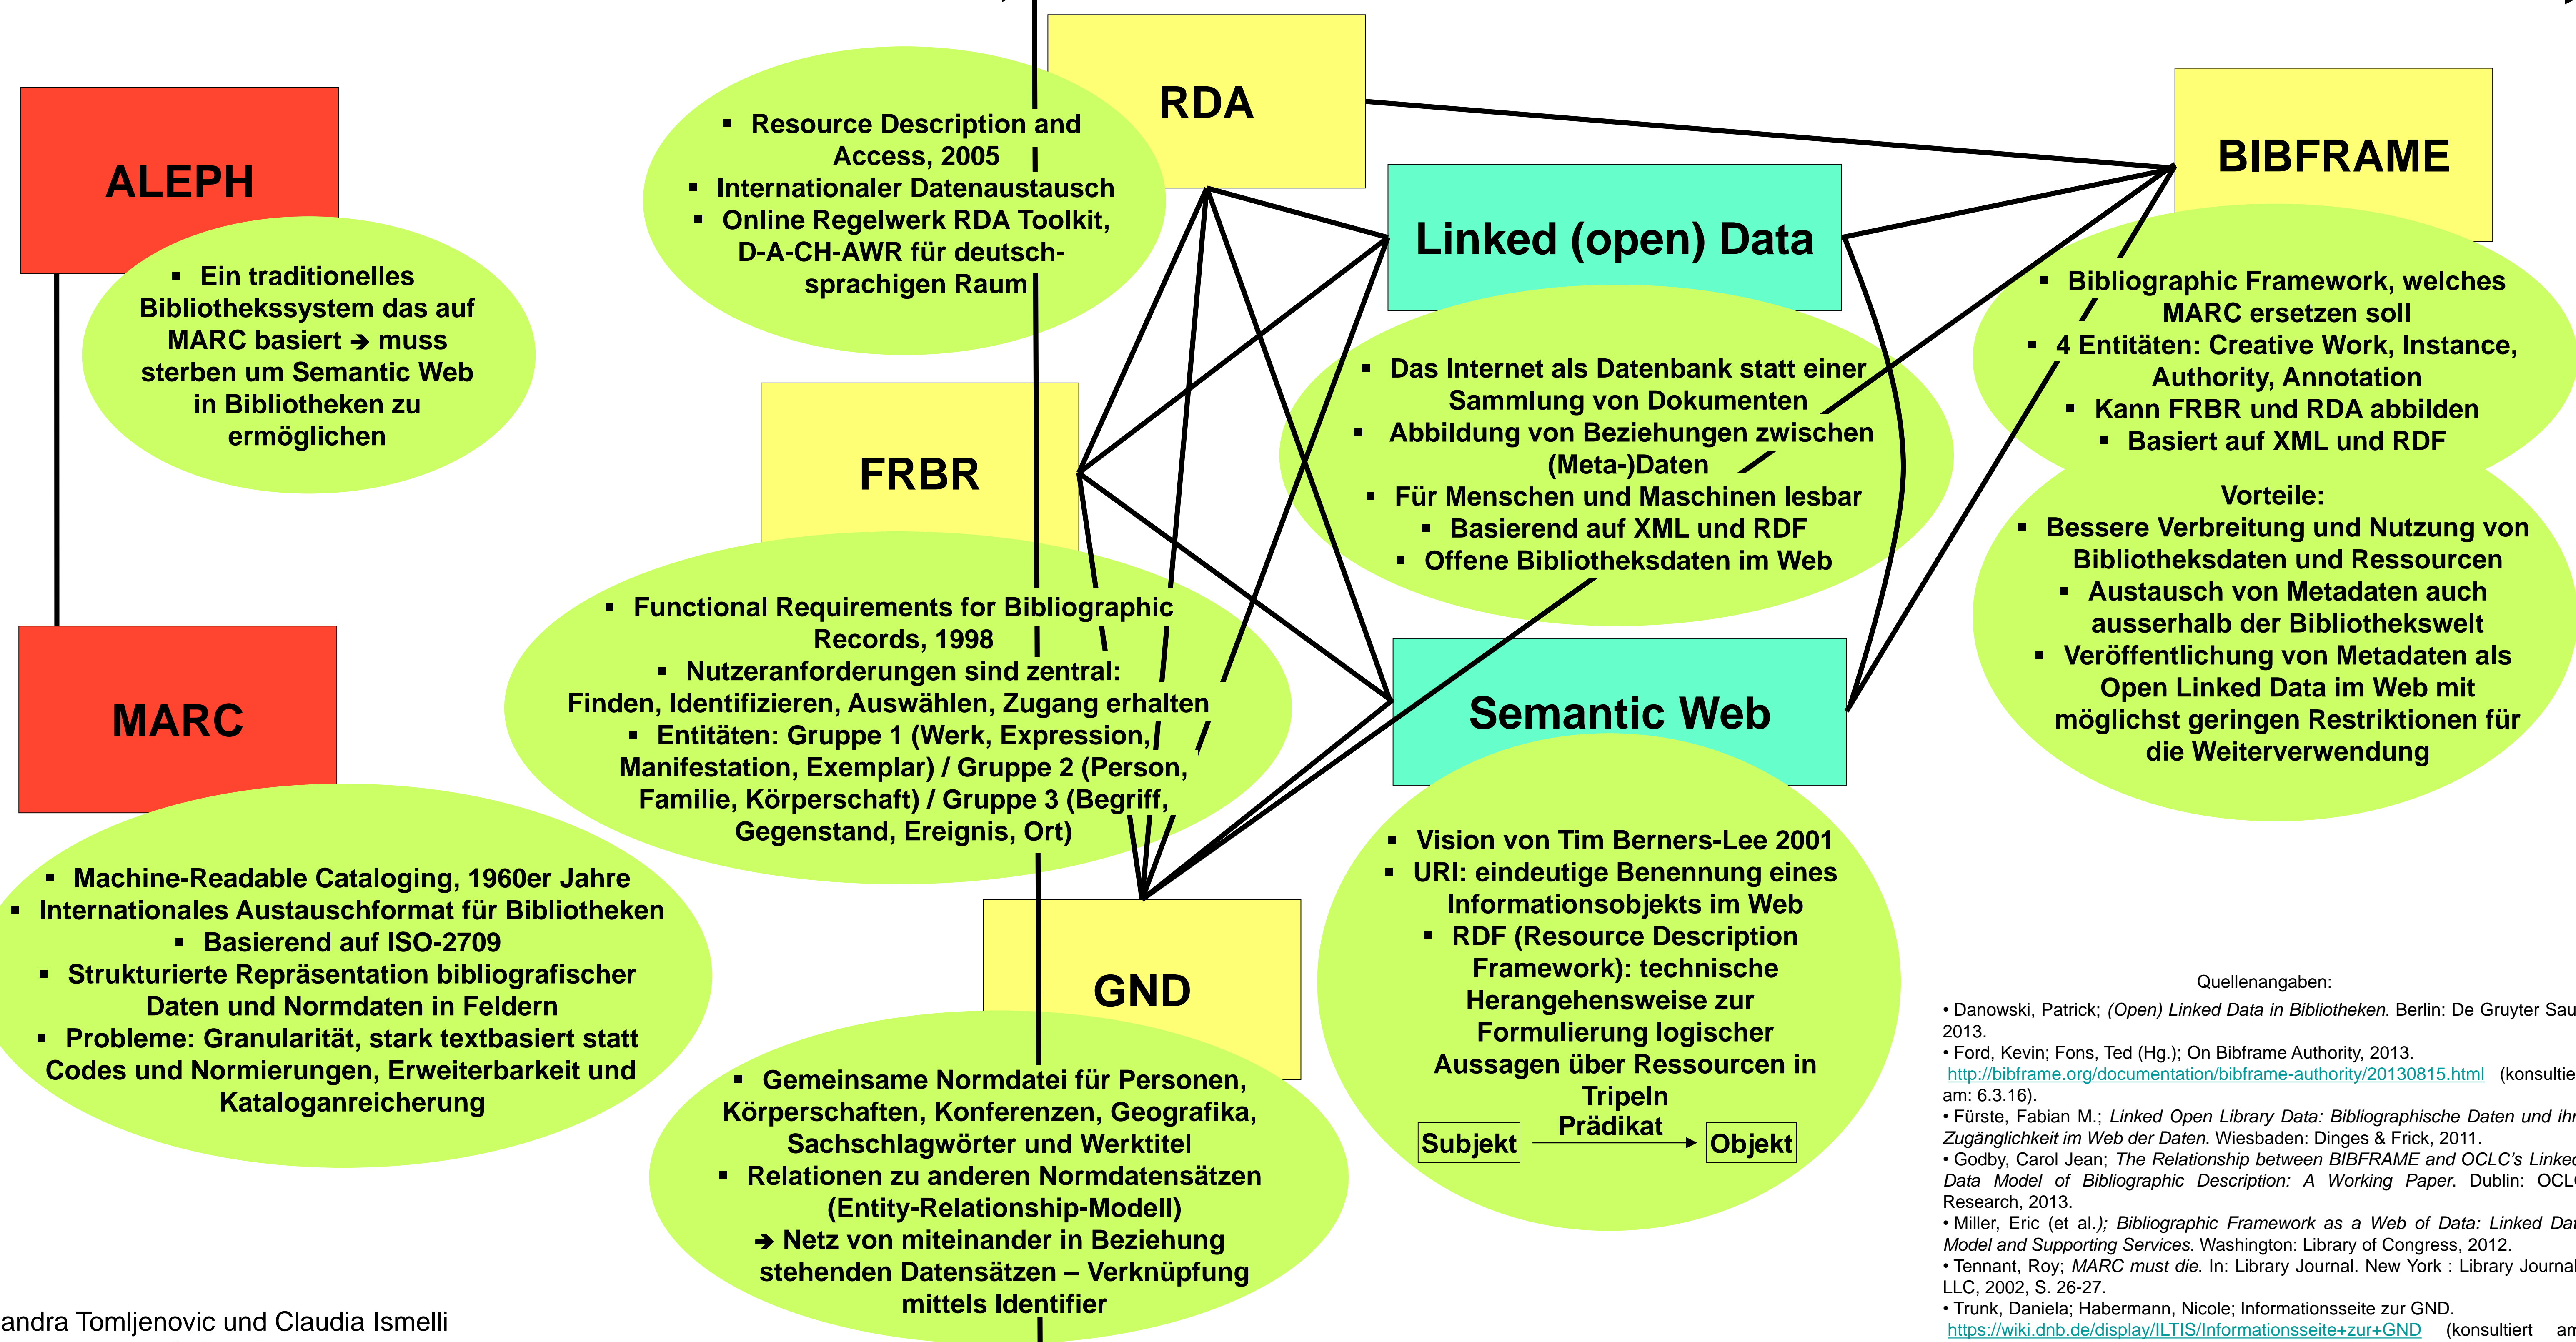 ALEPH
▪ Ein traditionelles
Bibliothekssystem das auf
MARC basiert ➔ muss
sterben um Semantic Web
in Bibliotheken zu
ermöglichen
MARC
▪ Machine-Readable Cataloging, 1960er Jahre
▪ Internationales Austauschformat für Bibliotheken
▪ Basierend auf ISO-2709
▪ Strukturierte Repräsentation bibliografischer
Daten und Normdaten in Feldern
▪ Probleme: Granularität, stark textbasiert statt
Codes und Normierungen, Erweiterbarkeit und
Kataloganreicherung
RDA
▪ Resource Description and
Access, 2005
▪ Internationaler Datenaustausch
▪ Online Regelwerk RDA Toolkit,
D-A-CH-AWR für deutsch-
sprachigen Raum
FRBR
▪ Functional Requirements for Bibliographic
Records, 1998
▪ Nutzeranforderungen sind zentral:
Finden, Identifizieren, Auswählen, Zugang erhalten
▪ Entitäten: Gruppe 1 (Werk, Expression,
Manifestation, Exemplar) / Gruppe 2 (Person,
Familie, Körperschaft) / Gruppe 3 (Begriff,
Gegenstand, Ereignis, Ort)
GND
▪ Gemeinsame Normdatei für Personen,
Körperschaften, Konferenzen, Geografika,
Sachschlagwörter und Werktitel
▪ Relationen zu anderen Normdatensätzen
(Entity-Relationship-Modell)
➔ Netz von miteinander in Beziehung
stehenden Datensätzen – Verknüpfung
mittels Identifier
Linked (open) Data
▪ Das Internet als Datenbank statt einer
Sammlung von Dokumenten
▪ Abbildung von Beziehungen zwischen
(Meta-)Daten
▪ Für Menschen und Maschinen lesbar
▪ Basierend auf XML und RDF
▪ Offene Bibliotheksdaten im Web
Semantic Web
▪ Vision von Tim Berners-Lee 2001
▪ URI: eindeutige Benennung eines
Informationsobjekts im Web
▪ RDF (Resource Description
Framework): technische
Herangehensweise zur
Formulierung logischer
Aussagen über Ressourcen in
Tripeln
Subjekt Prädikat Objekt
BIBFRAME
▪ Bibliographic Framework, welches
MARC ersetzen soll
▪ 4 Entitäten: Creative Work, Instance,
Authority, Annotation
▪ Kann FRBR und RDA abbilden
▪ Basiert auf XML und RDF
Vorteile:
▪ Bessere Verbreitung und Nutzung von
Bibliotheksdaten und Ressourcen
▪ Austausch von Metadaten auch
ausserhalb der Bibliothekswelt
▪ Veröffentlichung von Metadaten als
Open Linked Data im Web mit
möglichst geringen Restriktionen für
die Weiterverwendung
Quellenangaben:
• Danowski, Patrick; (Open) Linked Data in Bibliotheken. Berlin: De Gruyter Sau
2013.
• Ford, Kevin; Fons, Ted (Hg.); On Bibframe Authority, 2013.
http://bibframe.org/documentation/bibframe-authority/20130815.html (konsultie
am: 6.3.16).
• Fürste, Fabian M.; Linked Open Library Data: Bibliographische Daten und ihr
Zugänglichkeit im Web der Daten. Wiesbaden: Dinges & Frick, 2011.
• Godby, Carol Jean; The Relationship between BIBFRAME and OCLC's Linked
Data Model of Bibliographic Description: A Working Paper. Dublin: OCLC
Research, 2013.
• Miller, Eric (et al.); Bibliographic Framework as a Web of Data: Linked Dat
Model and Supporting Services. Washington: Library of Congress, 2012.
• Tennant, Roy; MARC must die. In: Library Journal. New York : Library Journal
LLC, 2002, S. 26-27.
• Trunk, Daniela; Habermann, Nicole; Informationsseite zur GND.
https://wiki.dnb.de/display/ILTIS/Informationsseite+zur+GND (konsultiert am
andra Tomljenovic und Claudia Ismelli